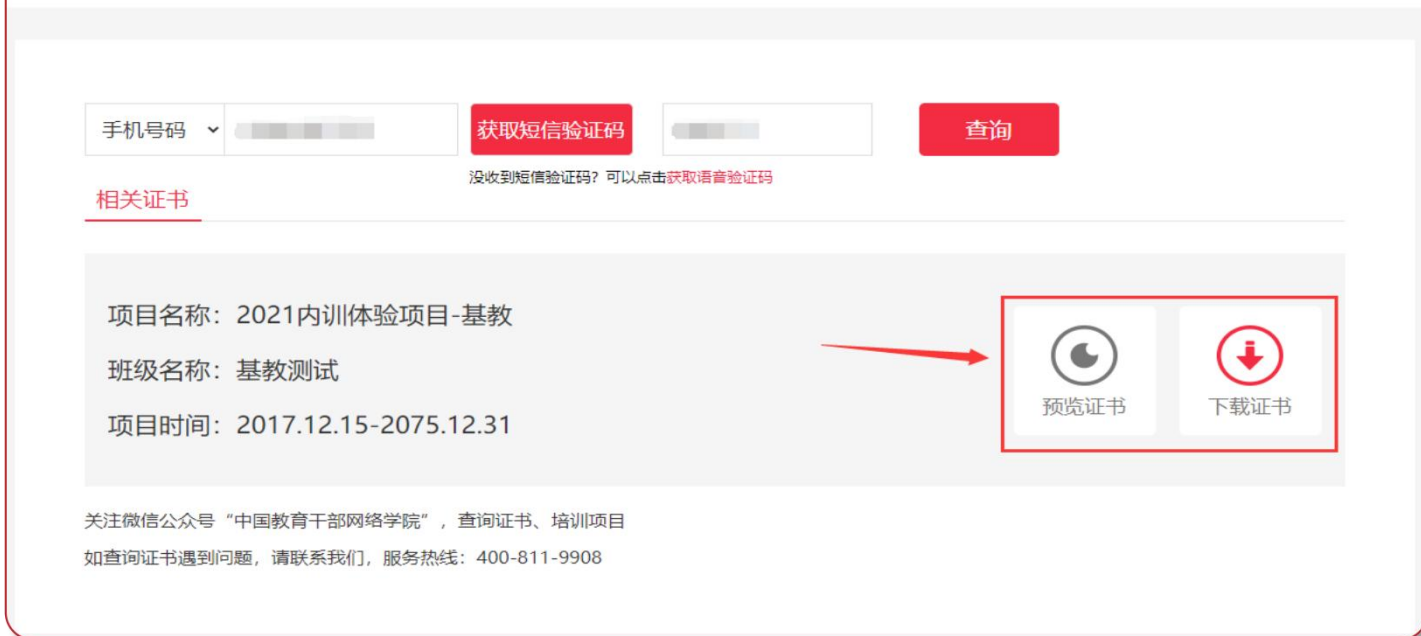 手机号码 获取短信验证码 查询
没收到短信验证码？可以点击获取语音验证码
相关证书
项目名称：2021内训体验项目-基教
班级名称：基教测试
项目时间：2017.12.15-2075.12.31
预览证书 下载证书
关注微信公众号“中国教育干部网络学院”，查询证书、培训项目
如查询证书遇到问题，请联系我们，服务热线：400-811-9908